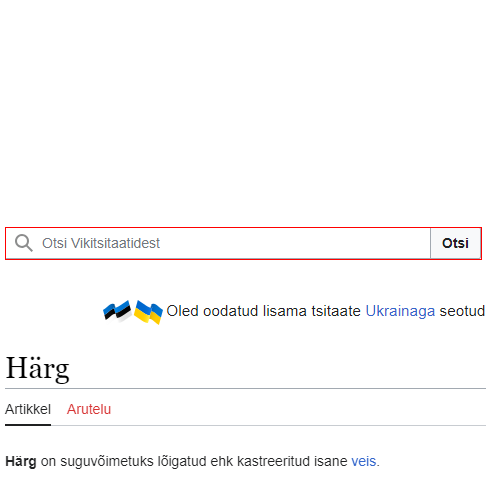 Otsi Vikitsitaatidest Otsi
Oled oodatud lisama tsitaate Ukrainaga seotud
Härg
Artikkel Arutelu
Härg on suguvõimetuks lõigatud ehk kastreeritud isane veis.